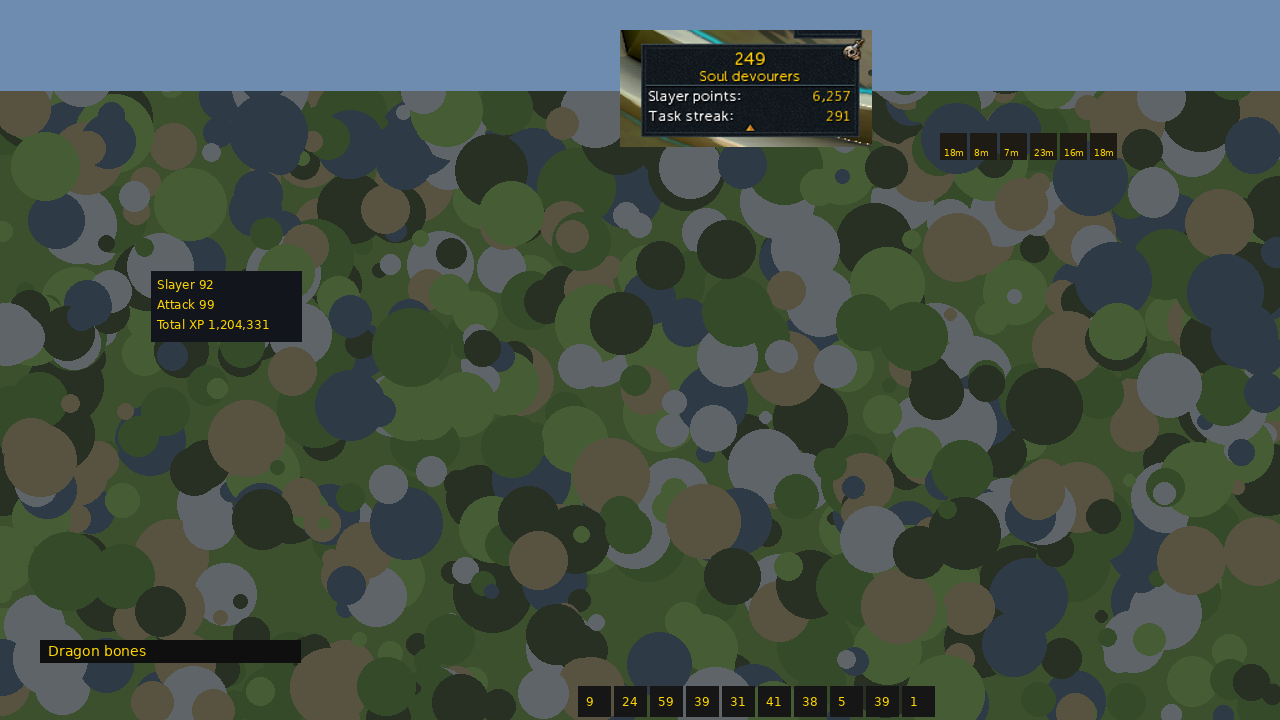 249
Soul devourers
Slayer points: 6,257
Task streak: 291
18m 8m 7m 23m 16m 18m
Slayer 92
Attack 99
Total XP 1,204,331
Dragon bones
9 24 59 39 31 41 38 5 39 1